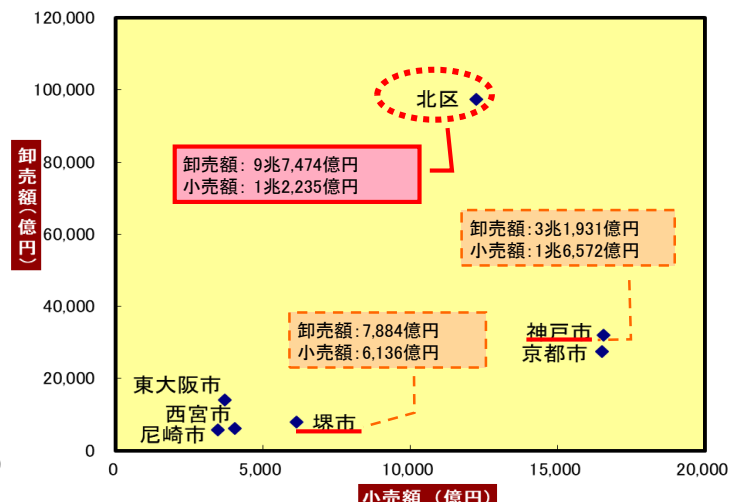 120,000
100,000
80,000
60,000
40,000
20,000
0
卸売額(億円)
北区
卸売額: 9兆7,474億円
小売額: 1兆2,235億円
卸売額:3兆1,931億円
小売額:1兆6,572億円
卸売額:7,884億円
小売額:6,136億円
神戸市
京都市
東大阪市
西宮市
尼崎市
堺市
0
5,000
10,000
15,000
20,000
小売額 (億円)